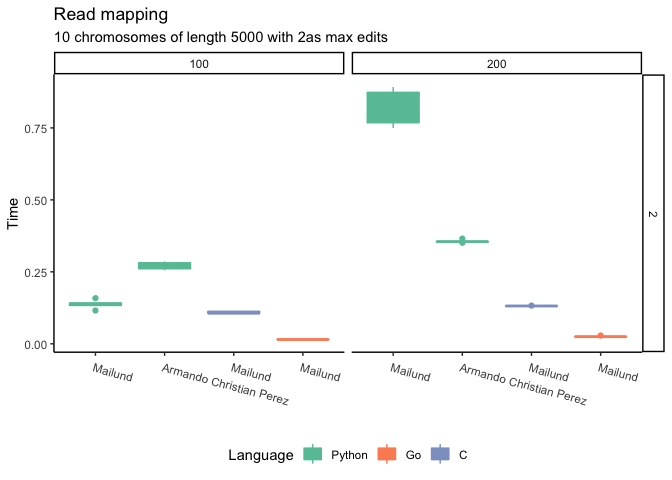 Read mapping
10 chromosomes of length 5000 with 2as max edits
100
200
0.75
0.50
0.25
0.00
Time
2
Mailund
Armando Christian Perez
Mailund
Mailund
Mailund
Armando Christian Perez
Mailund
Mailund
Language Python Go C